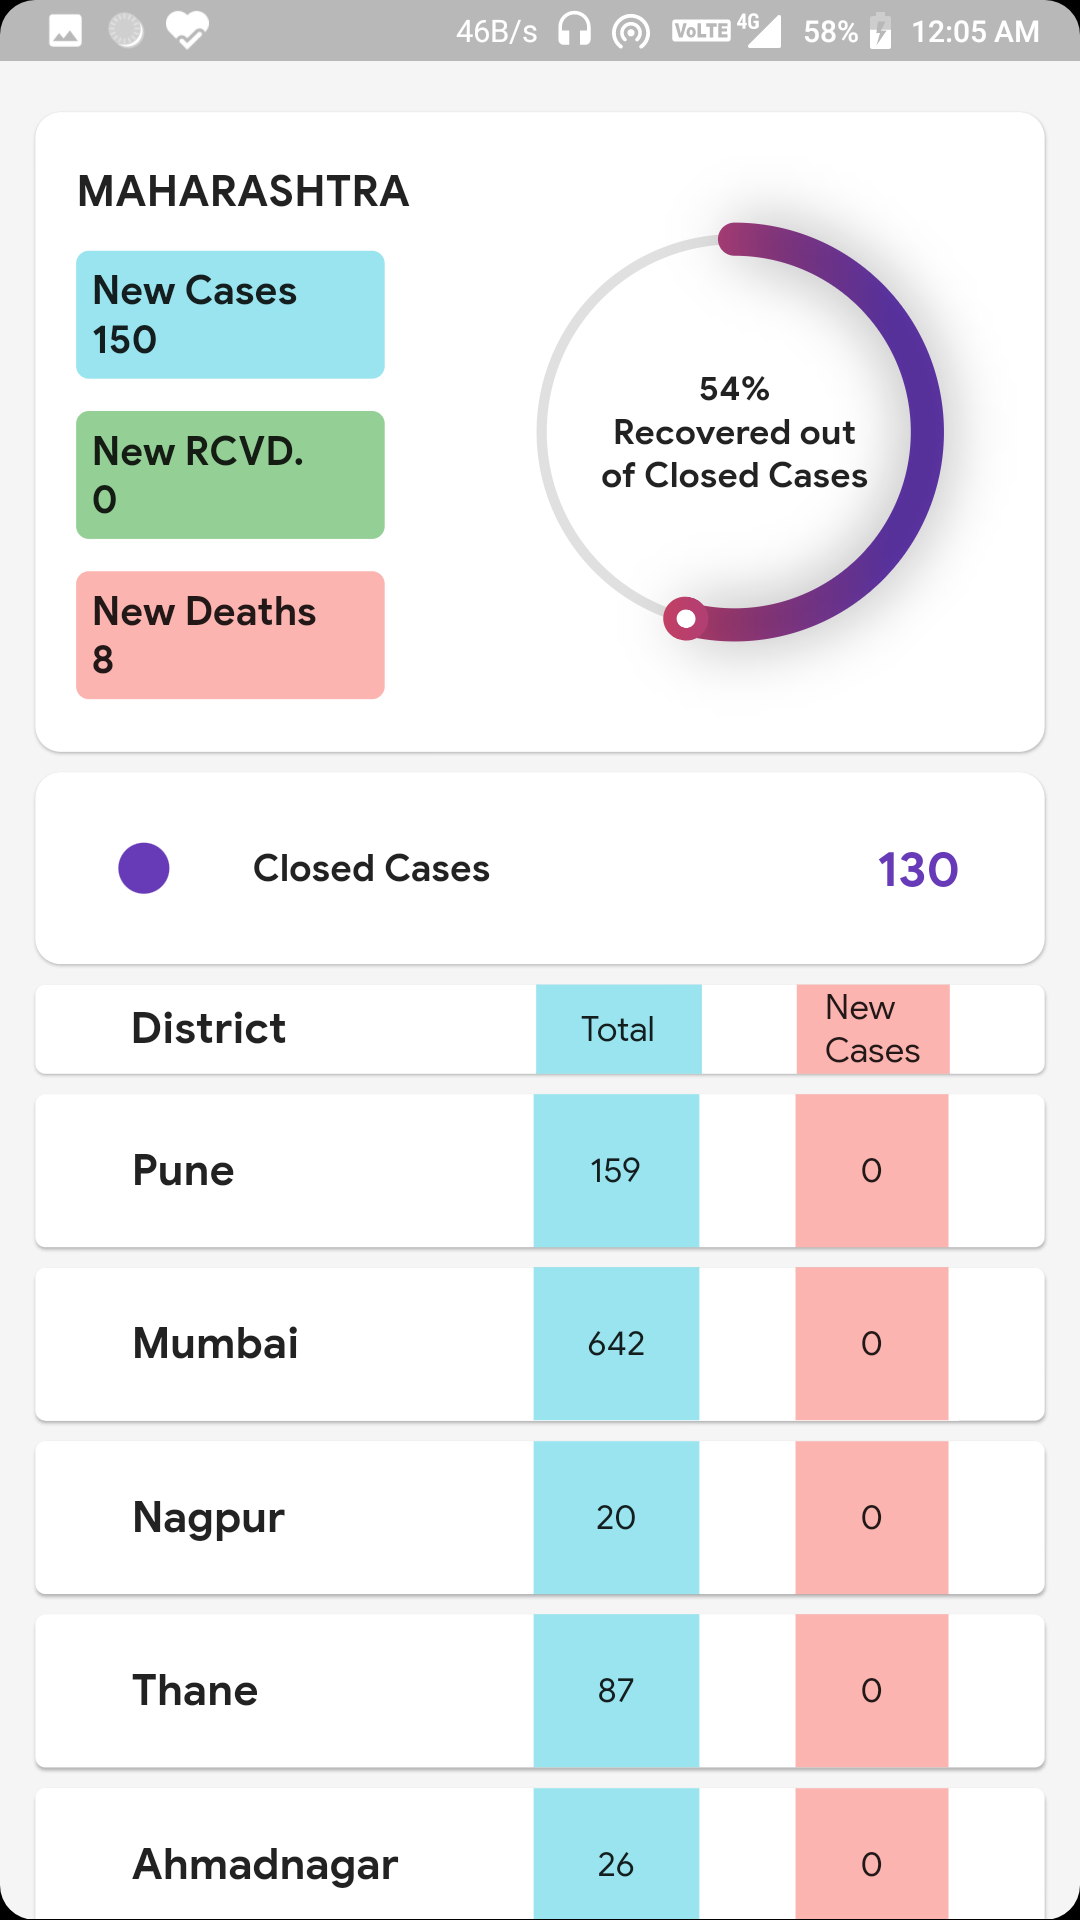 46B/s VoLTE 4G 58% 12:05 AM
MAHARASHTRA
New Cases
150
New RCVD.
0
New Deaths
8
54%
Recovered out
of Closed Cases
Closed Cases 130
District Total New
Cases
Pune 159 0
Mumbai 642 0
Nagpur 20 0
Thane 87 0
Ahmadnagar 26 0